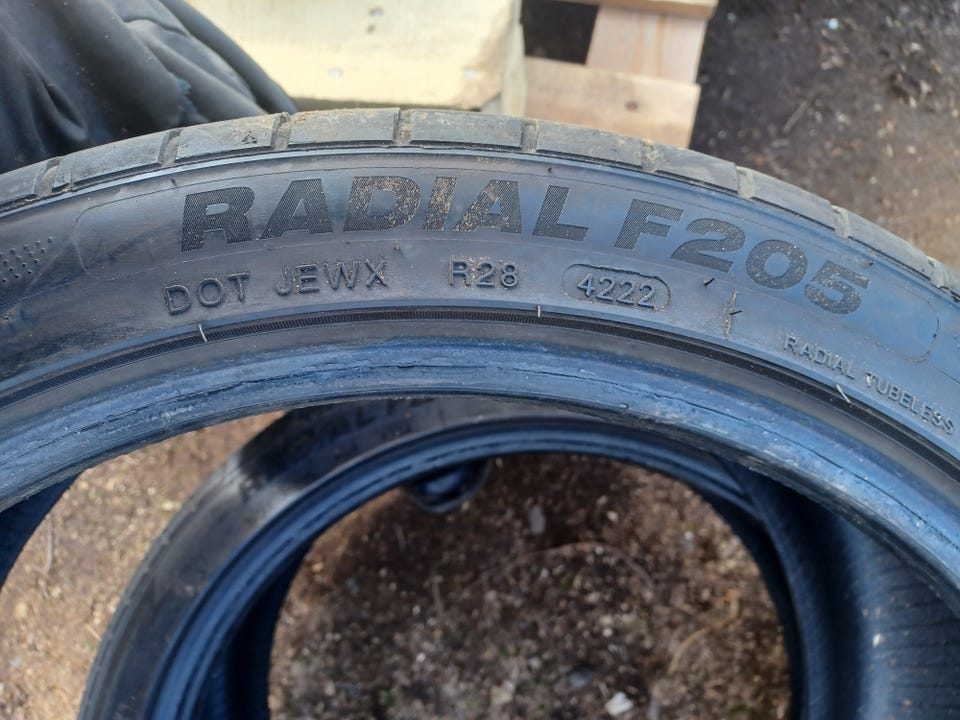 RADIAL F205
DOT JEWX R28 4222
RADIAL TUBELESS